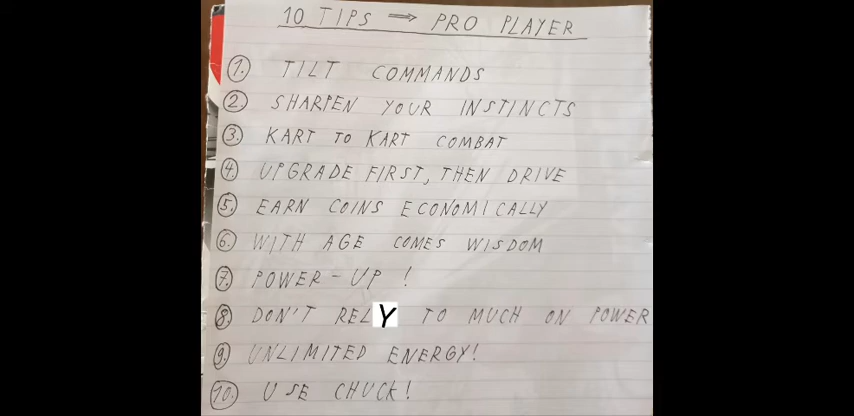 10 TIPS → PRO PLAYER
1. TILT COMMANDS
2. SHARPEN YOUR INSTINCTS
3. KART TO KART COMBAT
4. UPGRADE FIRST, THEN DRIVE
5. EARN COINS ECONOMICALLY
6. WITH AGE COMES WISDOM
7. POWER-UP!
8. DON'T RELY TO MUCH ON POWER
9. UNLIMITED ENERGY!
10. USE CHUCK!